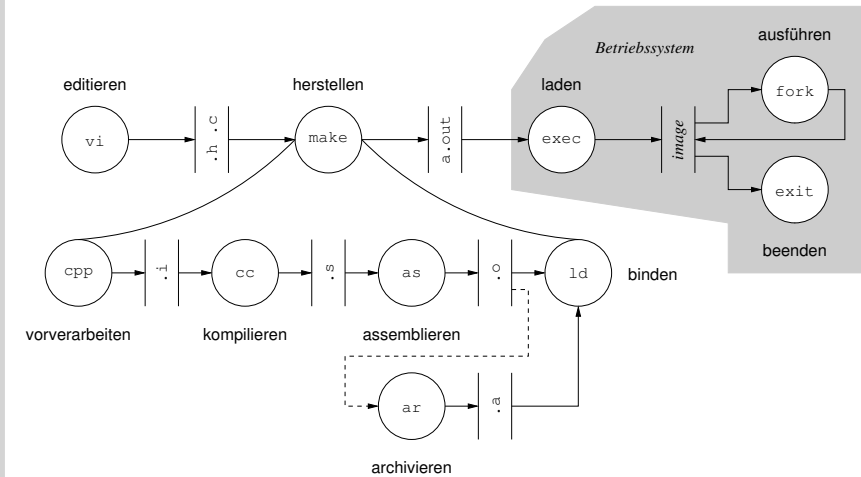 ausführen
Betriebssystem
editieren
herstellen
laden
vi
.h .c
make
a.out
exec
image
fork
exit
beenden
cpp
.i
cc
.s
as
.o
ld
binden
vorverarbeiten
kompilieren
assemblieren
ar
.a
archivieren